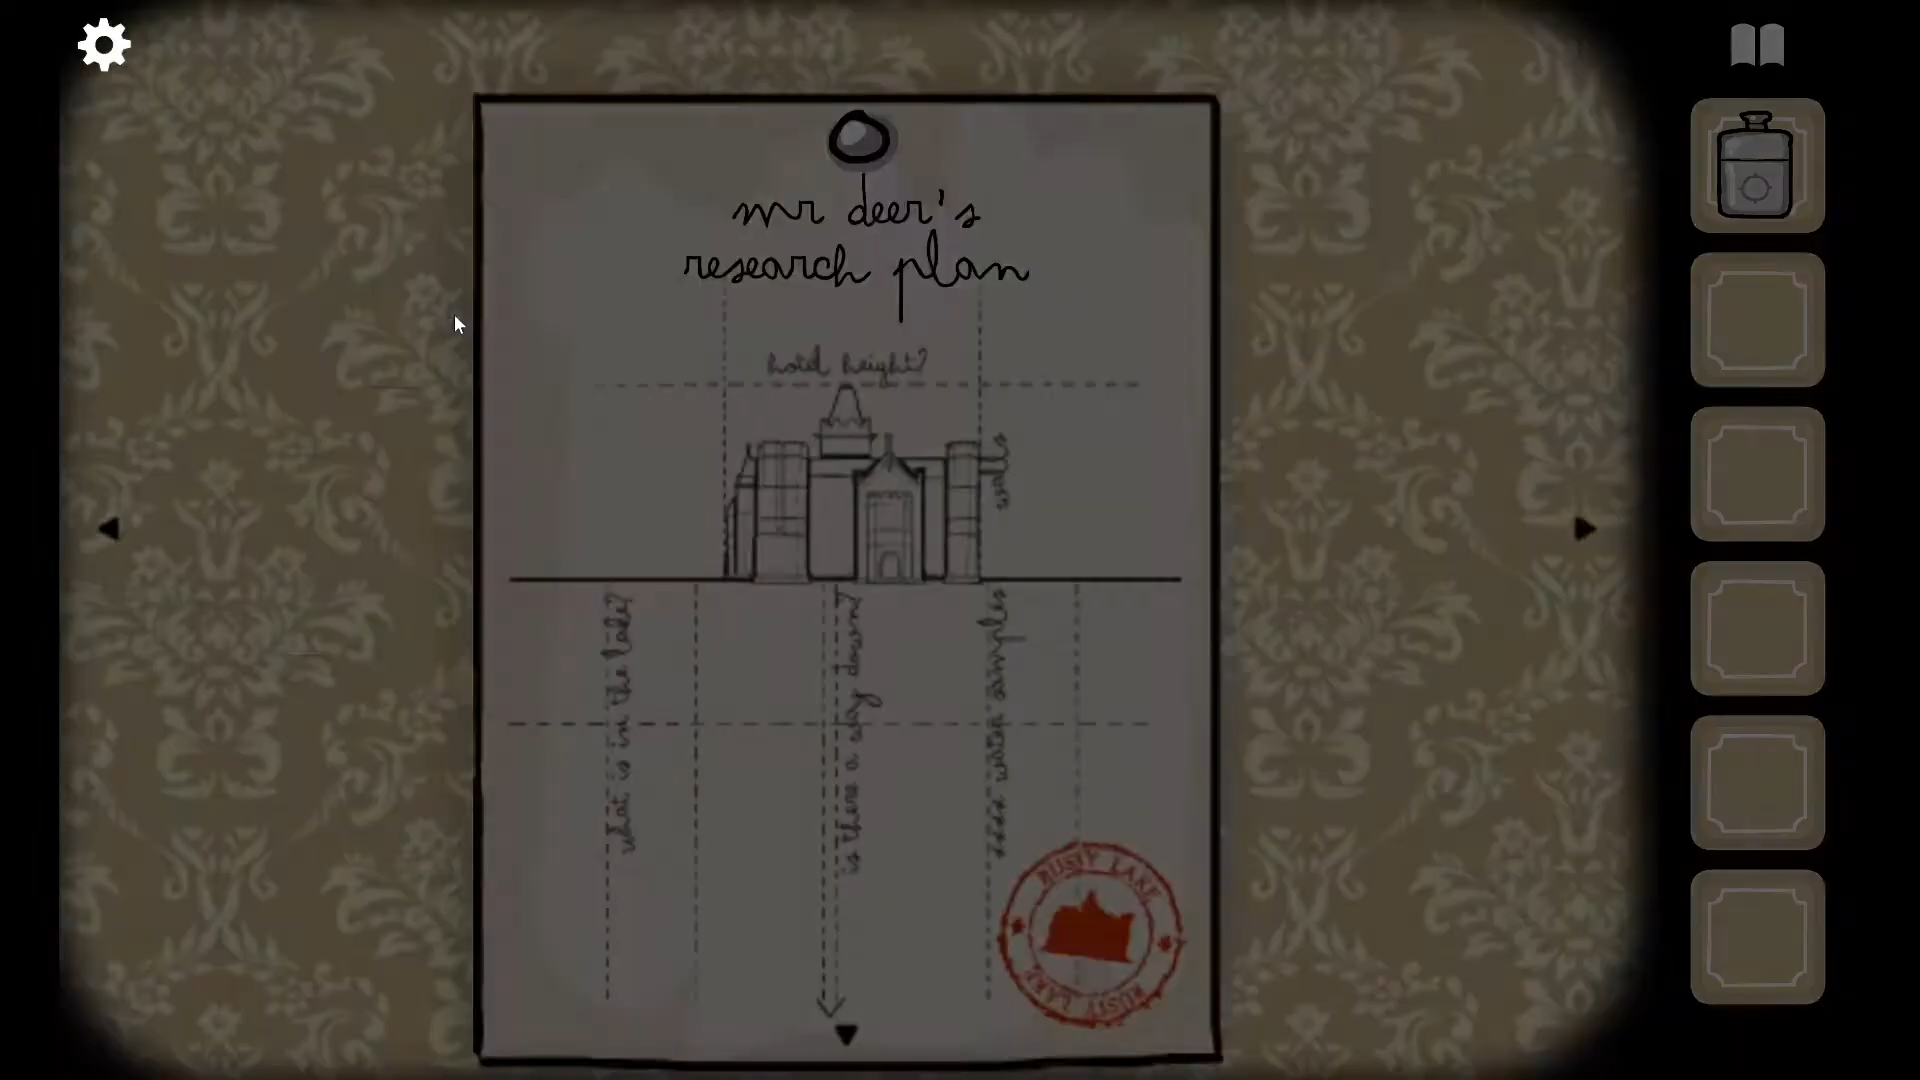 mr deer's
research plan
hotel height?
walls
what is in the lake?
is there a way down?
water samples
RUSTY LAKE
RUSTY LAKE